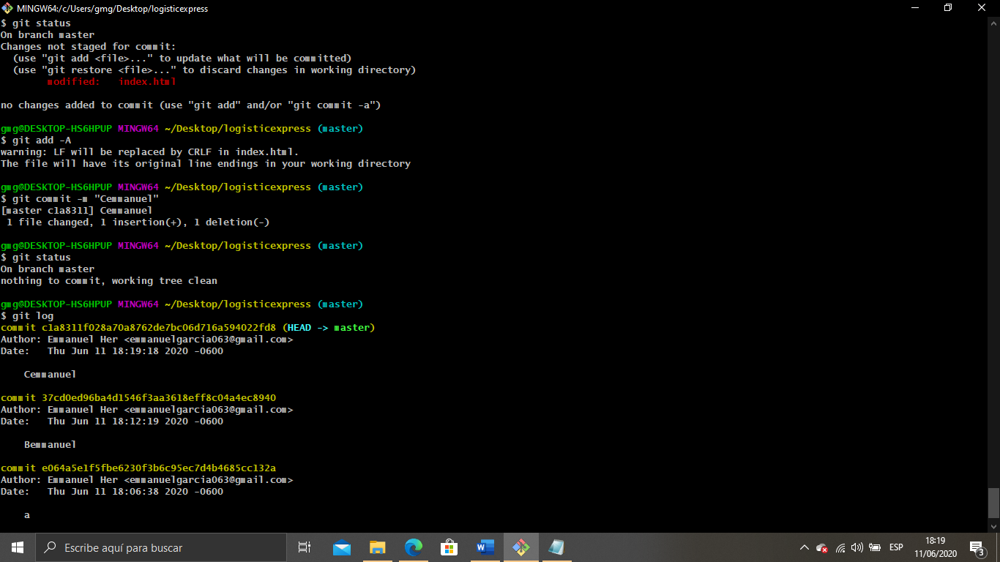 MINGW64:/c/Users/gmg/Desktop/logisticexpress
$ git status
On branch master
Changes not staged for commit:
  (use "git add <file>..." to update what will be committed)
  (use "git restore <file>..." to discard changes in working directory)
        modified:   index.html

no changes added to commit (use "git add" and/or "git commit -a")

gmg@DESKTOP-HS6HPUP MINGW64 ~/Desktop/logisticexpress (master)
$ git add -A
warning: LF will be replaced by CRLF in index.html.
The file will have its original line endings in your working directory

gmg@DESKTOP-HS6HPUP MINGW64 ~/Desktop/logisticexpress (master)
$ git commit -m "Cemmanuel"
[master c1a8311] Cemmanuel
 1 file changed, 1 insertion(+), 1 deletion(-)

gmg@DESKTOP-HS6HPUP MINGW64 ~/Desktop/logisticexpress (master)
$ git status
On branch master
nothing to commit, working tree clean

gmg@DESKTOP-HS6HPUP MINGW64 ~/Desktop/logisticexpress (master)
$ git log
commit c1a8311f028a70a8762de7bc06d716a594022fd8 (HEAD -> master)
Author: Emmanuel Her <emmanuelgarcia063@gmail.com>
Date:   Thu Jun 11 18:19:18 2020 -0600

    Cemmanuel

commit 37cd0ed96ba4d1546f3aa3618eff8c04a4ec8940
Author: Emmanuel Her <emmanuelgarcia063@gmail.com>
Date:   Thu Jun 11 18:12:19 2020 -0600

    Bemmanuel

commit e064a5e1f5fbe6230f3b6c95ec7d4b4685cc132a
Author: Emmanuel Her <emmanuelgarcia063@gmail.com>
Date:   Thu Jun 11 18:06:38 2020 -0600

    a
Escribe aquí para buscar
ESP
18:19
11/06/2020
3